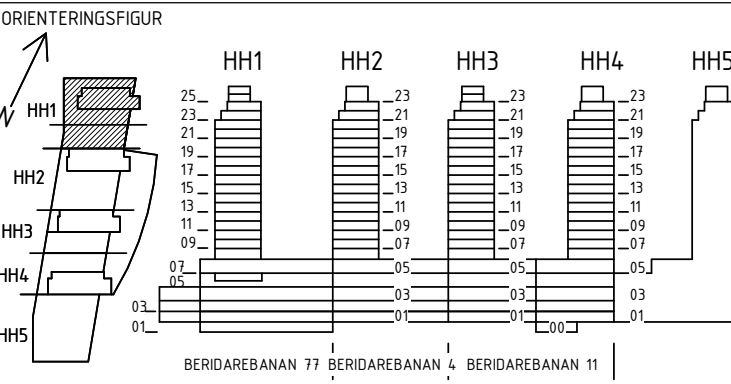 ORIENTERINGSFIGUR
N
HH1
HH2
HH3
HH4
HH5
HH1 HH2 HH3 HH4 HH5
25 23 23 23
23 21 21 21
21 19 19 19
19 17 17 17
17 15 15 15
15 13 13 13
13 11 11 11
11 09 09 09
09 07 07 07
07 05 05 05
05
03 03 03 03
01 01 01 01
00
BERIDAREBANAN 77 BERIDAREBANAN 4 BERIDAREBANAN 11